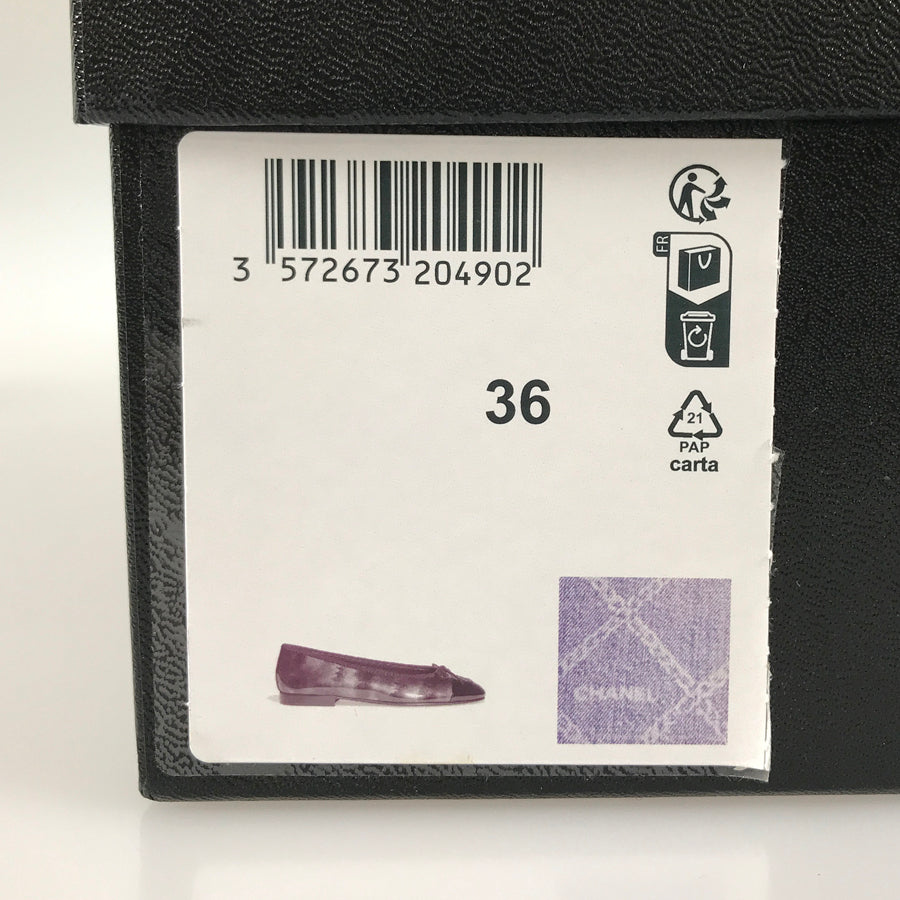 3 572673 204902
FR
36
21
PAP
carta
CHANEL